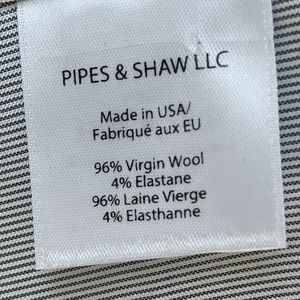 PIPES & SHAW LLC
Made in USA/
Fabriqué aux EU
96% Virgin Wool
4% Elastane
96% Laine Vierge
4% Elasthanne